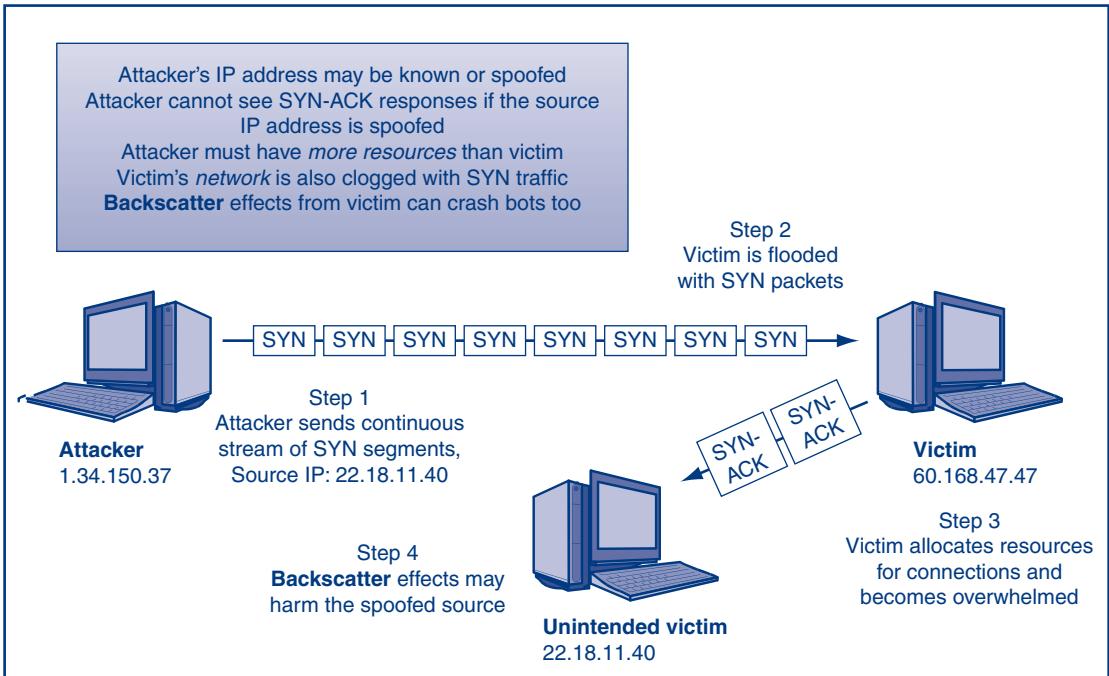 Attacker's IP address may be known or spoofed
Attacker cannot see SYN-ACK responses if the source
IP address is spoofed
Attacker must have more resources than victim
Victim's network is also clogged with SYN traffic
Backscatter effects from victim can crash bots too
Step 2
Victim is flooded
with SYN packets
SYN SYN SYN SYN SYN SYN SYN SYN
Step 1
Attacker sends continuous
stream of SYN segments,
Source IP: 22.18.11.40
Attacker
1.34.150.37
SYN-
ACK
SYN-
ACK
Victim
60.168.47.47
Step 3
Victim allocates resources
for connections and
becomes overwhelmed
Step 4
Backscatter effects may
harm the spoofed source
Unintended victim
22.18.11.40